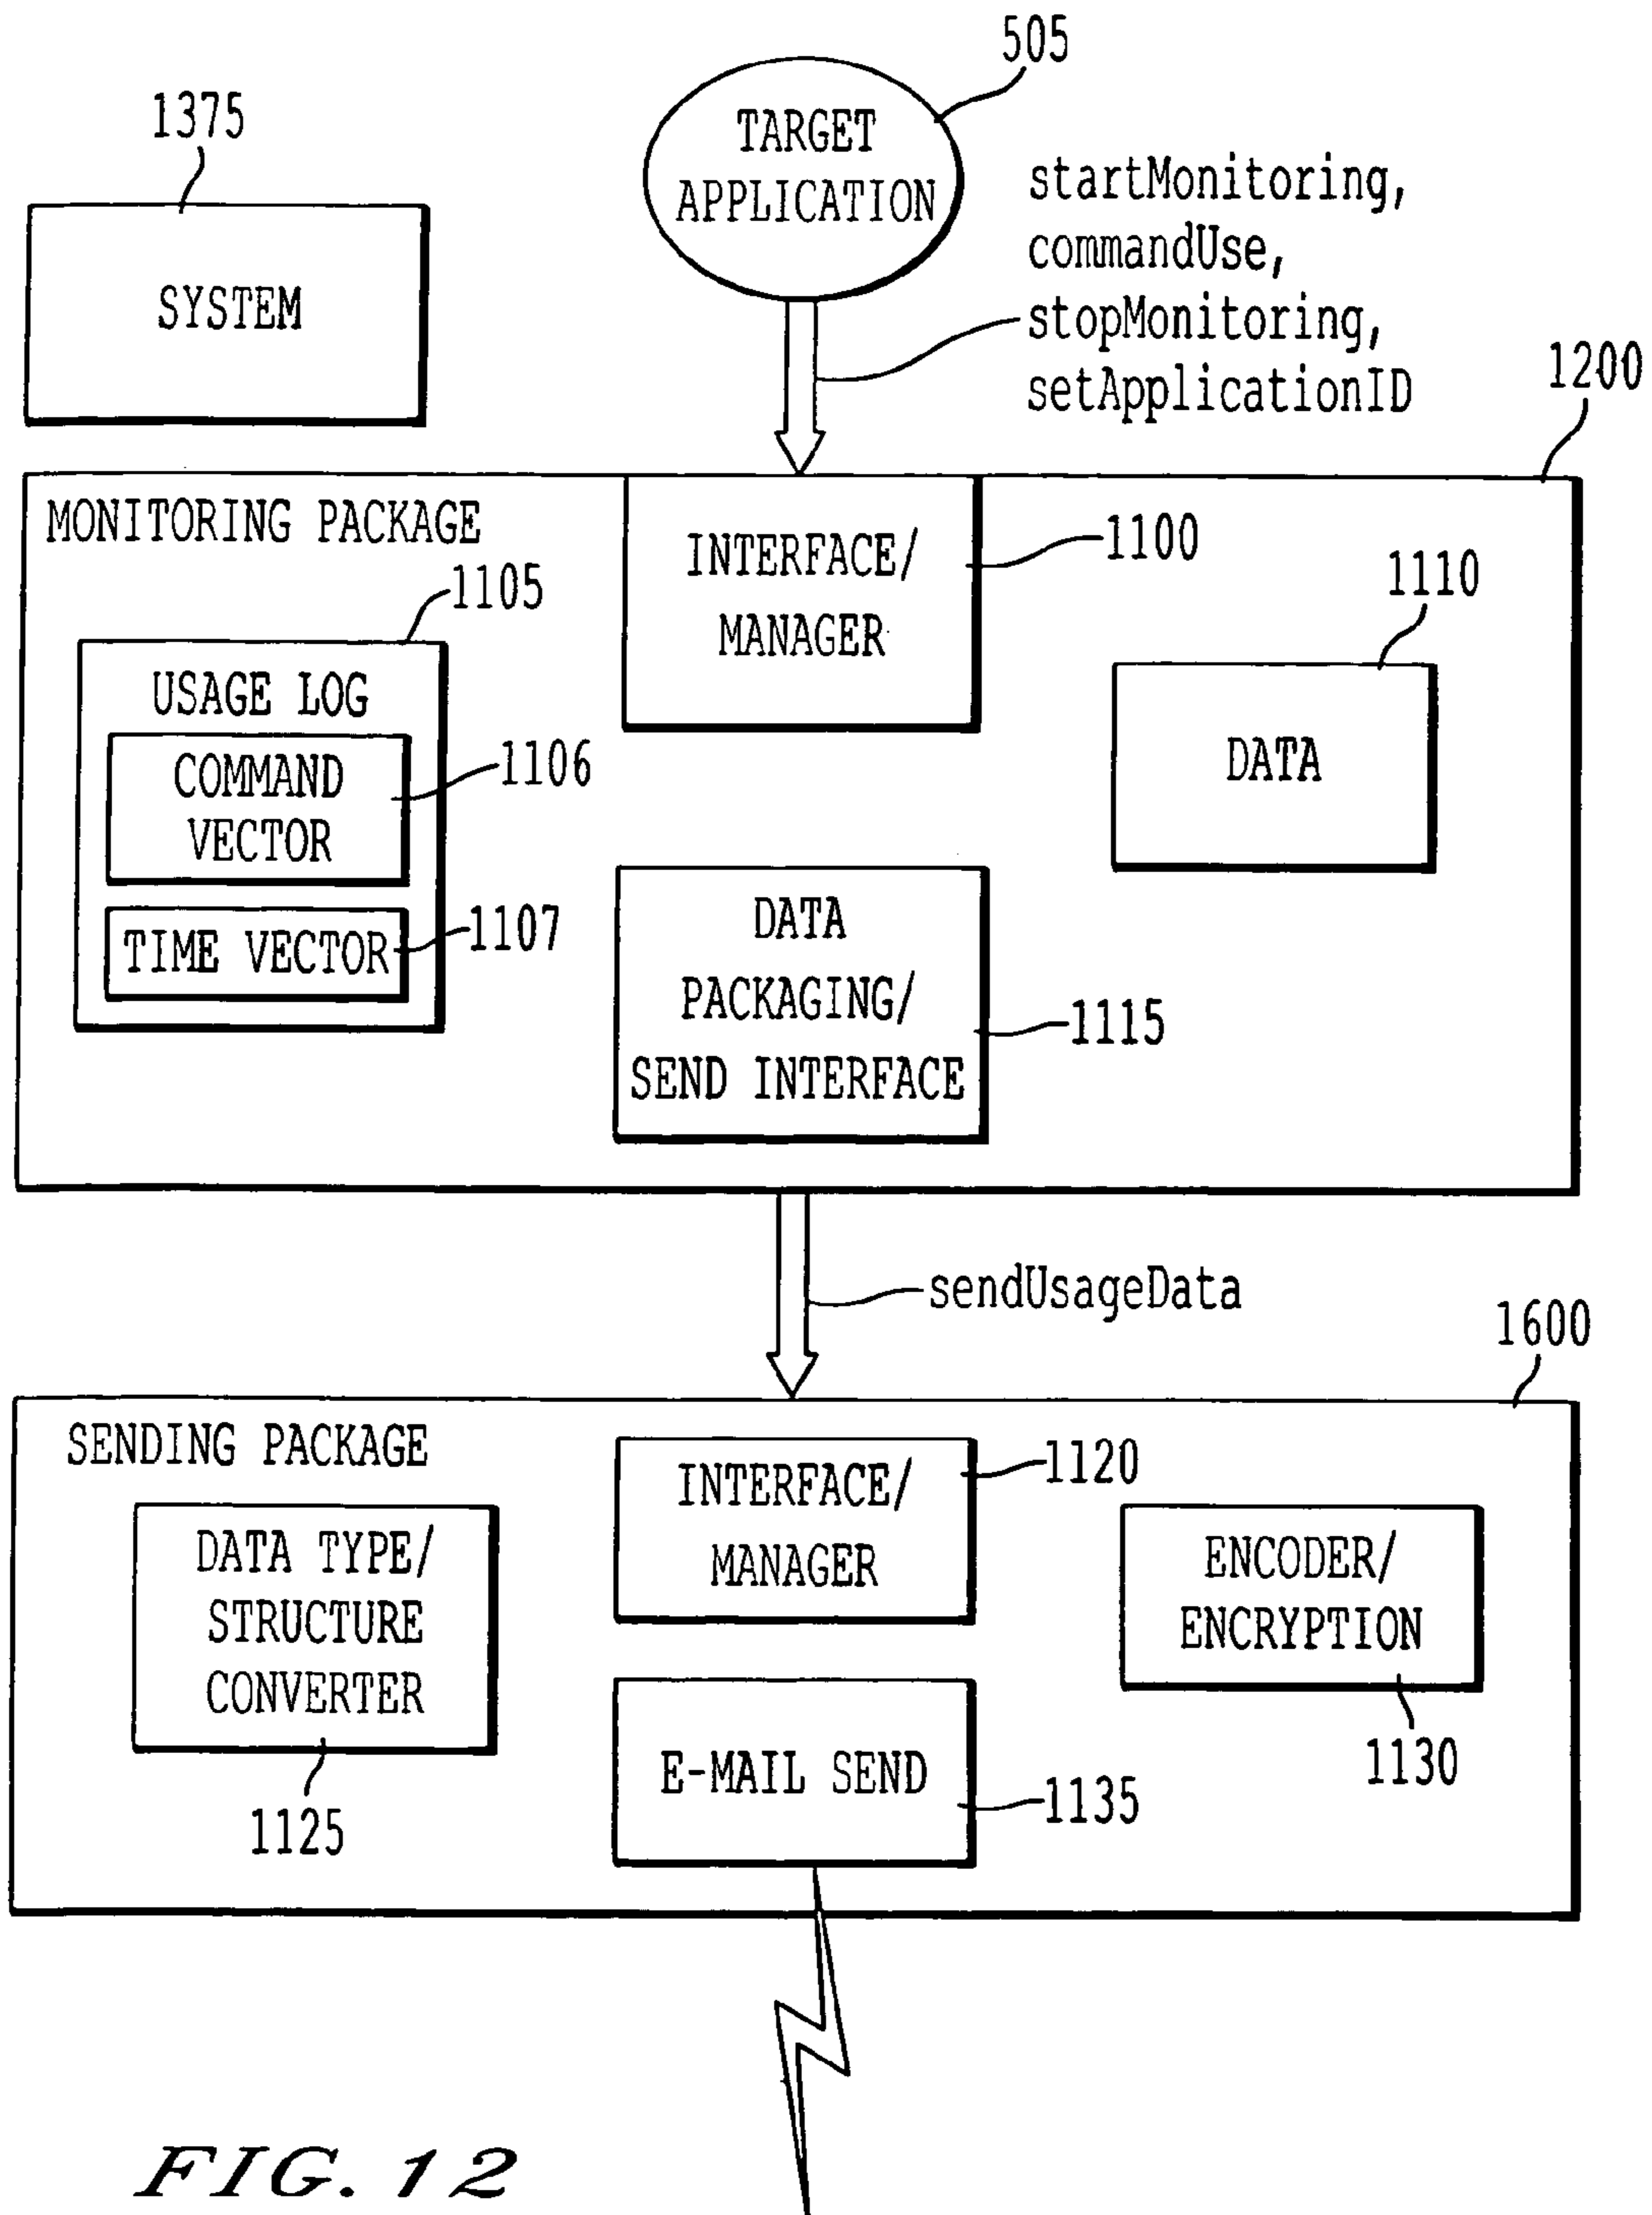 505
1375
TARGET
APPLICATION
startMonitoring,
commandUse,
stopMonitoring,
setApplicationID
SYSTEM
1200
MONITORING PACKAGE
INTERFACE/
MANAGER
1100
1105
1110
USAGE LOG
COMMAND
VECTOR
1106
TIME VECTOR
1107
DATA
DATA
PACKAGING/
SEND INTERFACE
1115
sendUsageData
1600
SENDING PACKAGE
INTERFACE/
MANAGER
1120
DATA TYPE/
STRUCTURE
CONVERTER
1125
ENCODER/
ENCRYPTION
1130
E-MAIL SEND
1135
FIG. 12